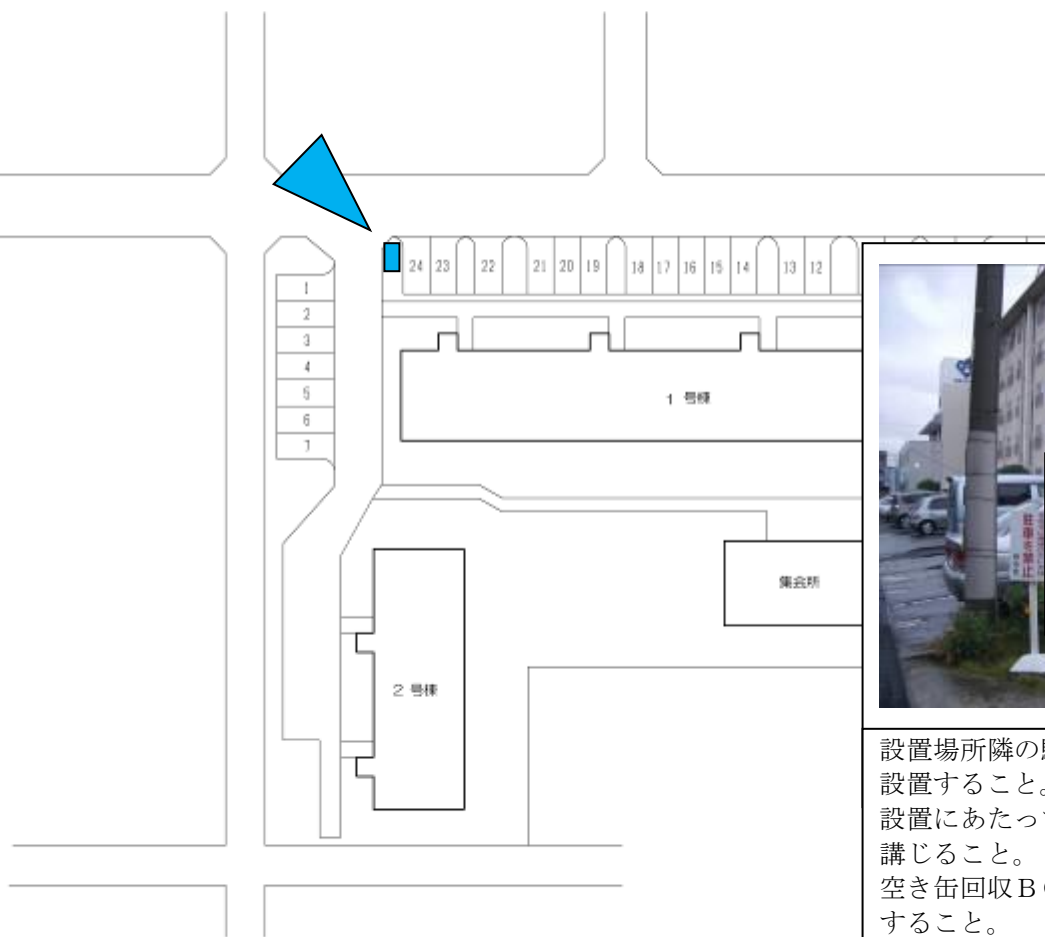 24 23 22 21 20 19 18 17 16 15 14 13 12
1
2
3
4
5
6
7
1 号棟
集会所
2 号棟
駐車を禁止
設置場所隣の
設置すること。
設置にあたっ
講じること。
空き缶回収B
すること。